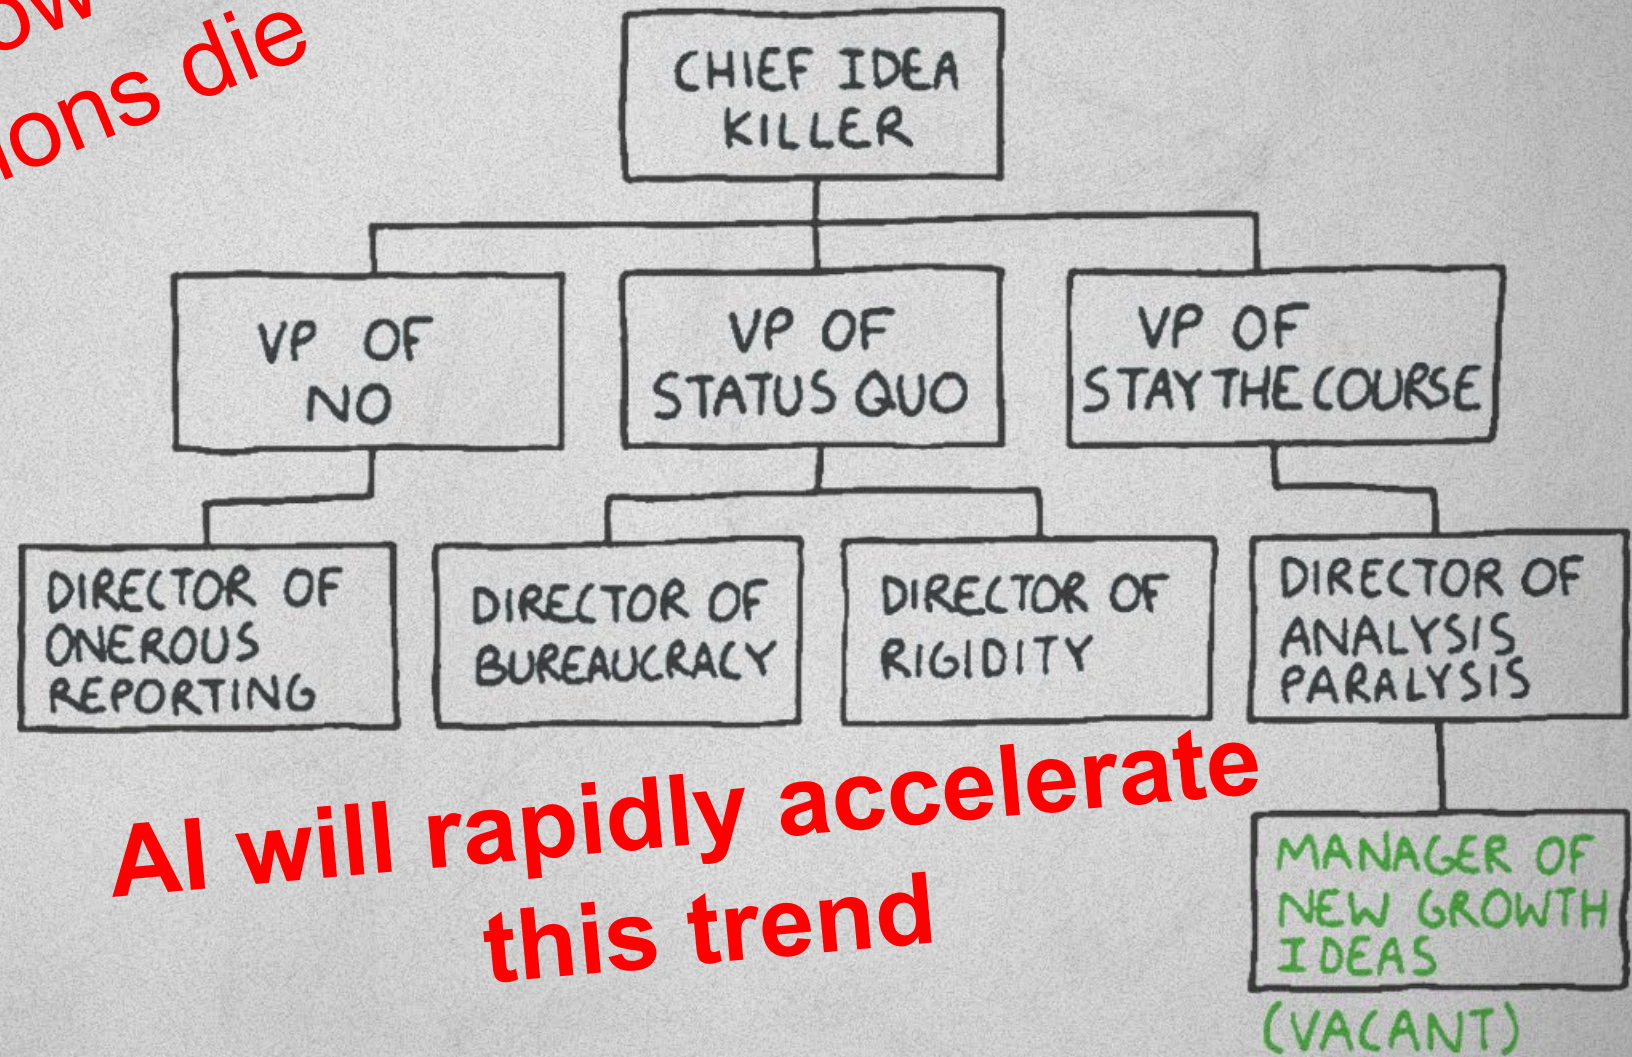 ons die
CHIEF IDEA
KILLER
VP OF
NO
VP OF
STATUS QUO
VP OF
STAY THE COURSE
DIRECTOR OF
ONEROUS
REPORTING
DIRECTOR OF
BUREAUCRACY
DIRECTOR OF
RIGIDITY
DIRECTOR OF
ANALYSIS
PARALYSIS
AI will rapidly accelerate
this trend
MANAGER OF
NEW GROWTH
IDEAS
(VACANT)